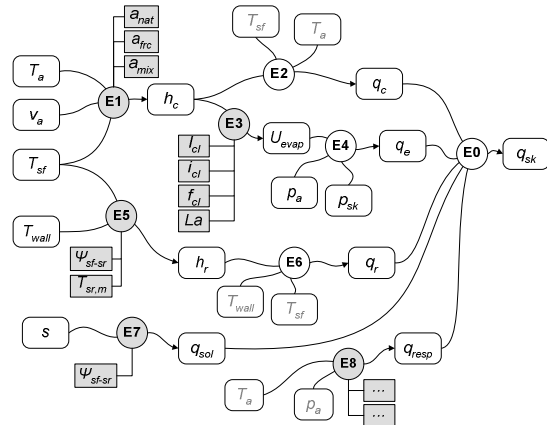 a_nat
a_frc
a_mix
T_sf
T_a
T_a
E1
E2
v_a
h_c
q_c
E3
T_sf
I_cl
i_cl
f_cl
La
U_evap
E4
q_e
E0
q_sk
p_a
p_sk
T_wall
E5
Ψ_sf-sr
T_sr,m
h_r
E6
q_r
T_wall
T_sf
s
E7
q_sol
q_resp
Ψ_sf-sr
E8
T_a
p_a
...
...